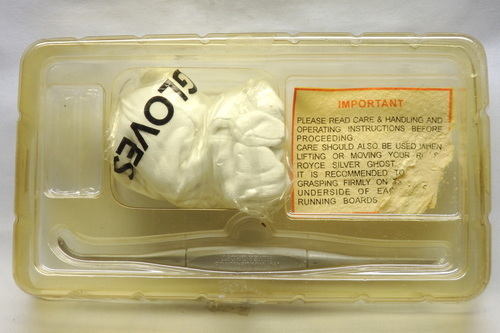 GLOVES
IMPORTANT
PLEASE READ CARE & HANDLING AND
OPERATING INSTRUCTIONS BEFORE
PROCEEDING.
CARE SHOULD ALSO BE USED WHEN
LIFTING OR MOVING YOUR
ROYCE SILVER GHOST
IT IS RECOMMENDED TO
GRASPING FIRMLY ON
UNDERSIDE OF
RUNNING BOARDS